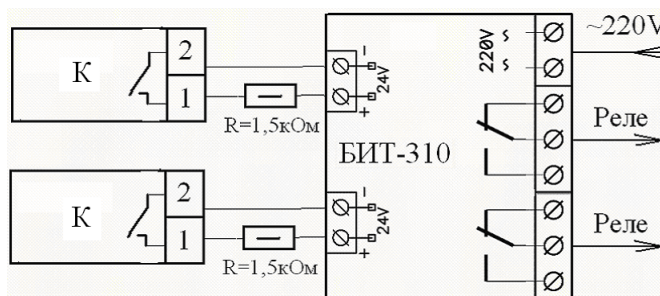 К
2
1
R=1,5кОм
-
24V
+
К
2
1
R=1,5кОм
-
24V
+
БИТ-310
220V
~220V
Реле
Реле